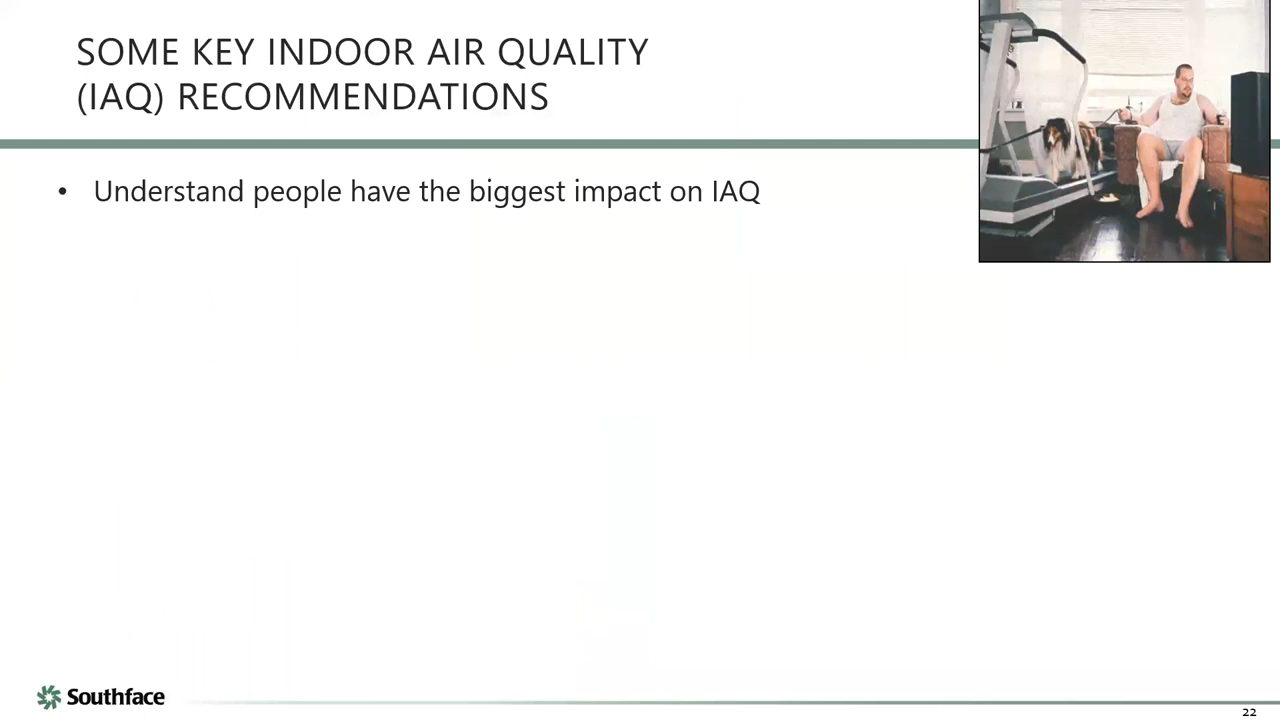 SOME KEY INDOOR AIR QUALITY
(IAQ) RECOMMENDATIONS
• Understand people have the biggest impact on IAQ
Southface
22